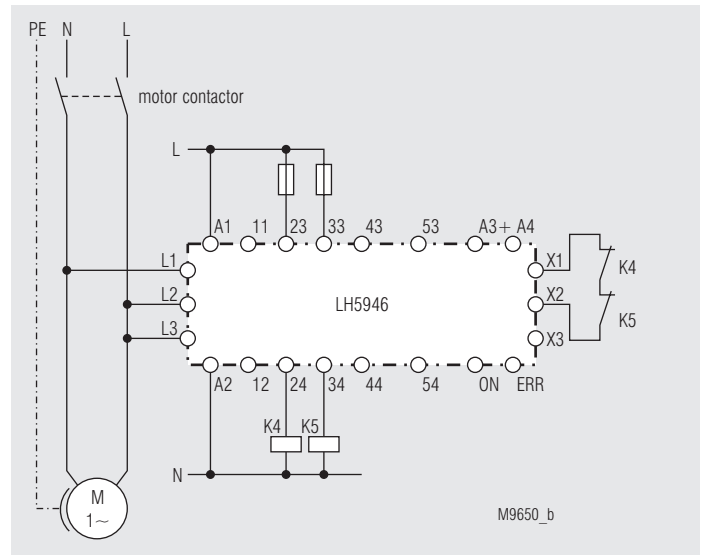 PE N L
motor contactor
L
A1 11 23 33 43 53 A3+ A4
L1 X1
K4
L2 LH5946 X2
K5
L3 X3
A2 12 24 34 44 54 ON ERR
K4 K5
N
M
1~
M9650_b